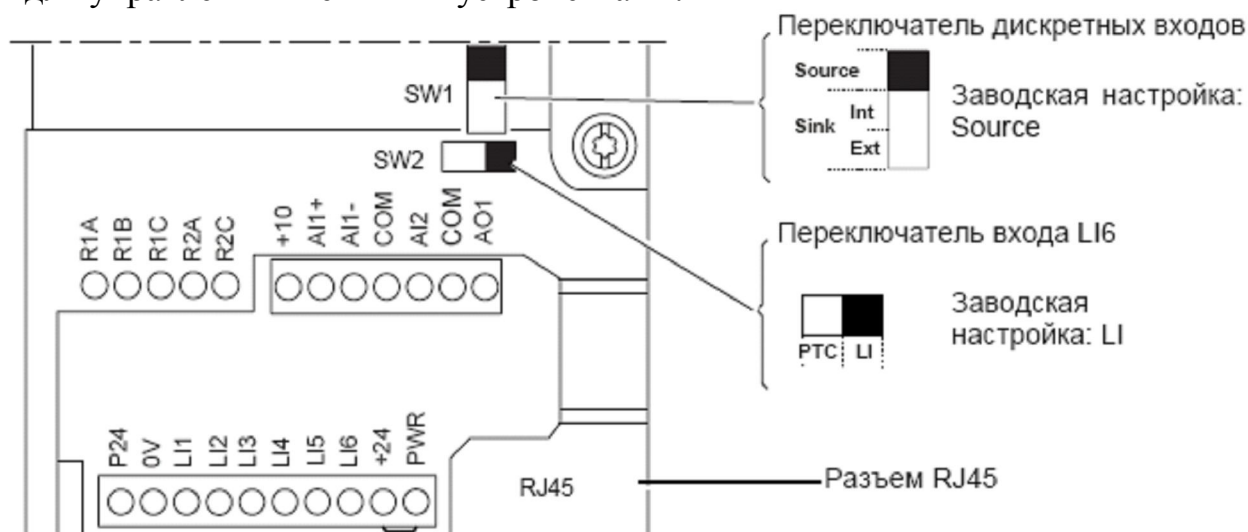 Переключатель дискретных входов
SW1
Source
Int
Sink
Ext
Заводская настройка:
Source
SW2
R1A
R1B
R1C
R2A
R2C
+10
AI1+
AI1-
COM
AI2
COM
AO1
Переключатель входа LI6
PTC
LI
Заводская
настройка: LI
P24
0V
LI1
LI2
LI3
LI4
LI5
LI6
+24
PWR
RJ45
Разъем RJ45